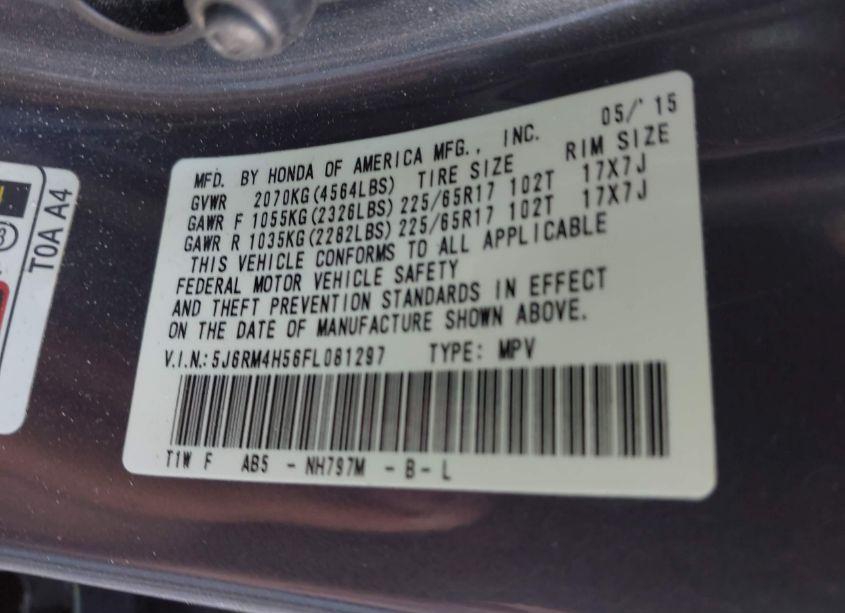 05/'15
MFD. BY HONDA OF AMERICA MFG., INC.
GVWR 2070KG(4564LBS) TIRE SIZE RIM SIZE
GAWR F 1055KG(2326LBS) 225/65R17 102T 17X7J
GAWR R 1035KG(2282LBS) 225/65R17 102T 17X7J
THIS VEHICLE CONFORMS TO ALL APPLICABLE
FEDERAL MOTOR VEHICLE SAFETY
AND THEFT PREVENTION STANDARDS IN EFFECT
ON THE DATE OF MANUFACTURE SHOWN ABOVE.
V.I.N.: 5J6RM4H56FL081297 TYPE: MPV
T1W F AB5 - NH797M - B - L
T0A A4